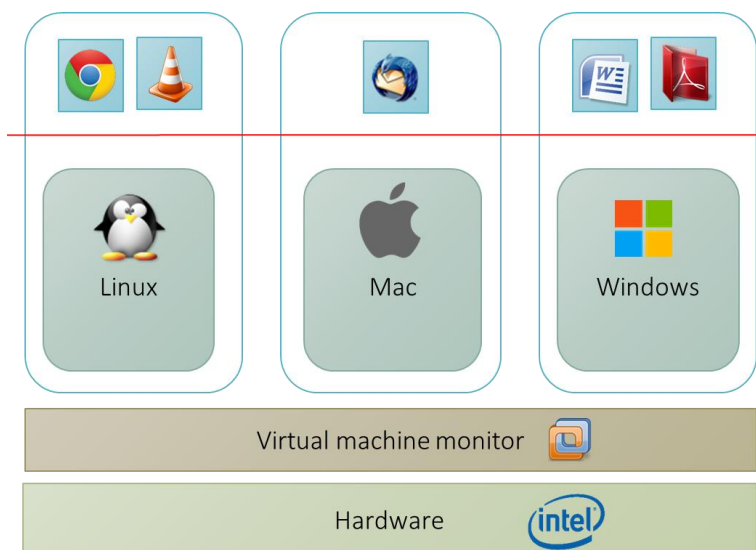 W
Linux
Mac
Windows
Virtual machine monitor
Hardware
intel